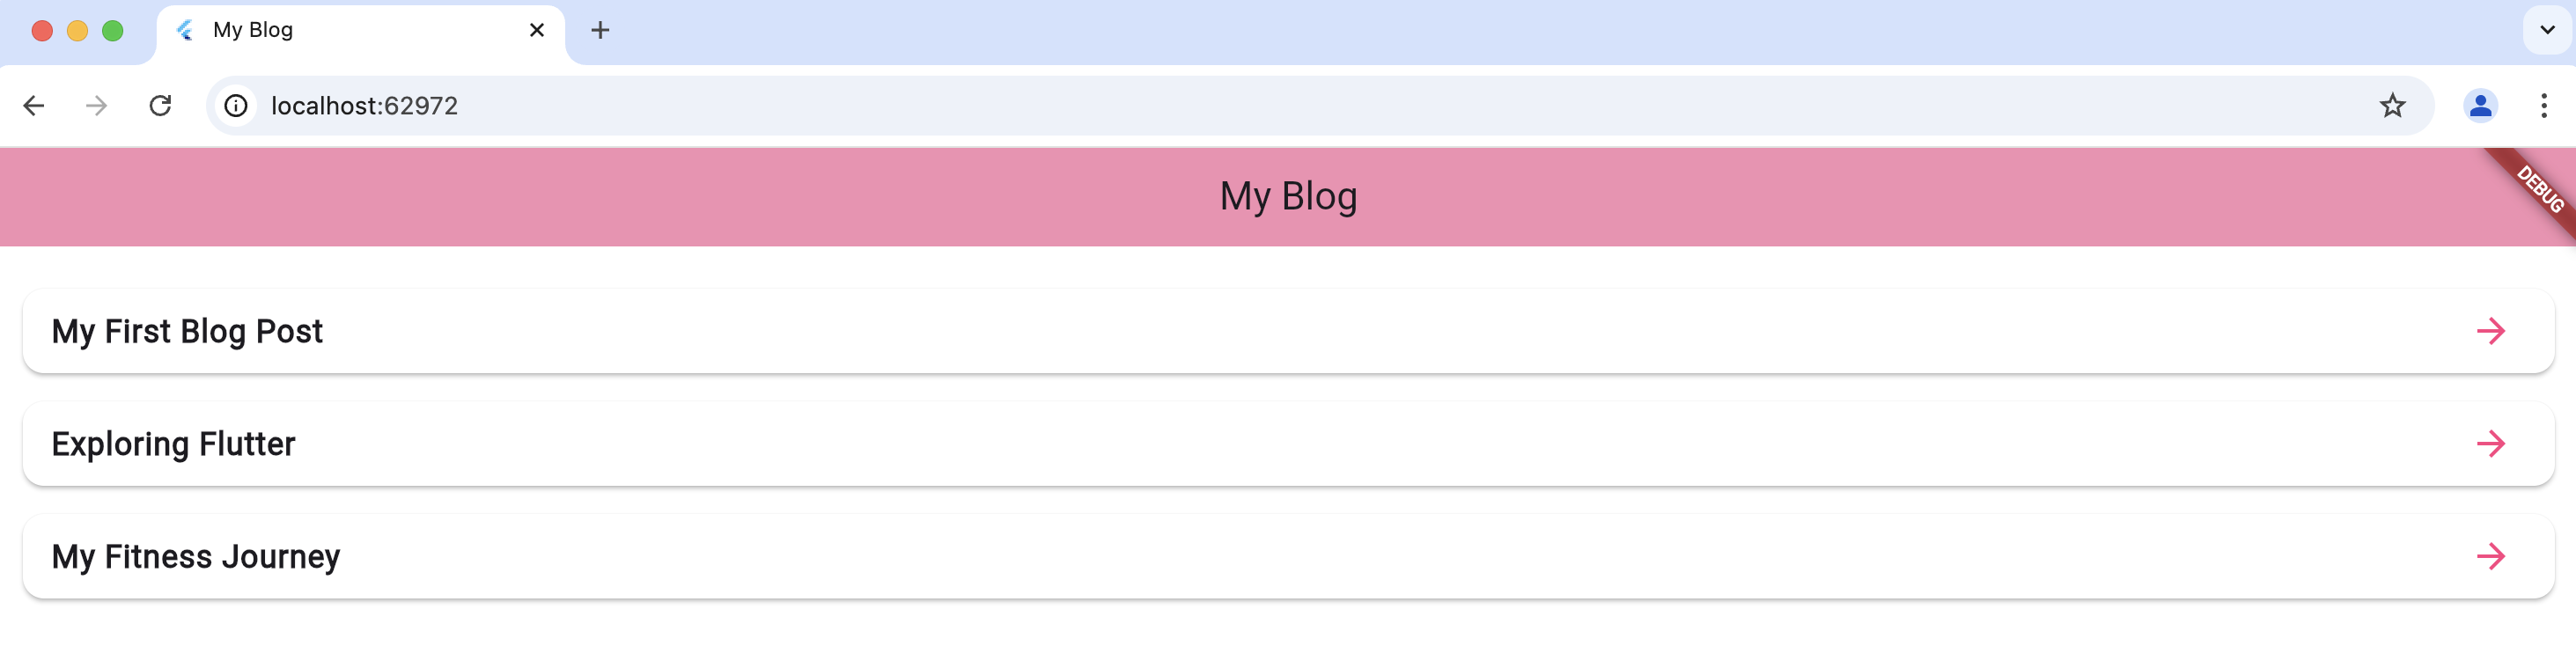 My Blog
localhost:62972
My Blog
DEBUG
My First Blog Post
Exploring Flutter
My Fitness Journey